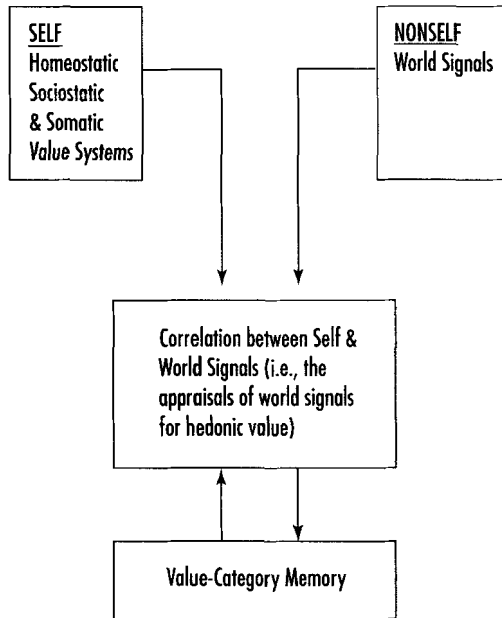 SELF
Homeostatic
Sociostatic
& Somatic
Value Systems
NONSELF
World Signals
Correlation between Self &
World Signals (i.e., the
appraisals of world signals
for hedonic value)
Value-Category Memory